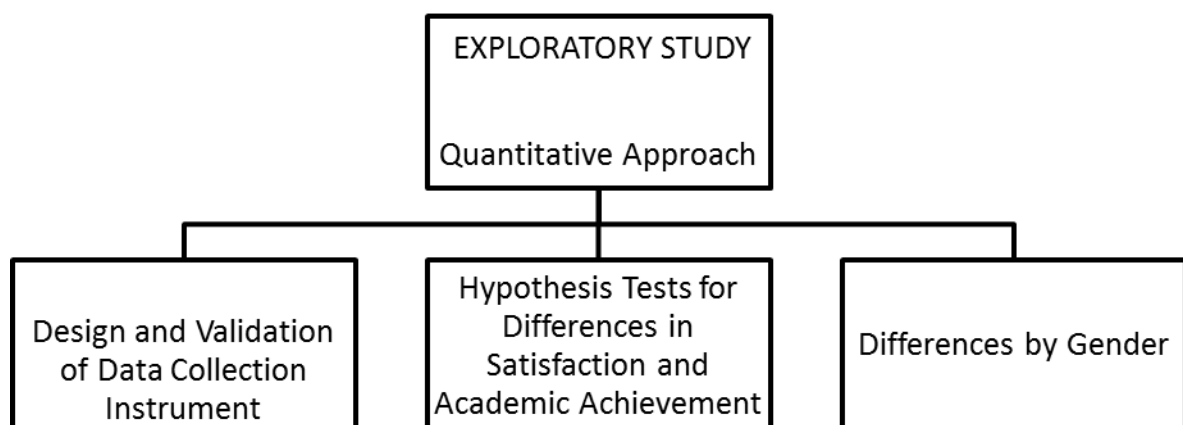 EXPLORATORY STUDY
Quantitative Approach
Design and Validation
of Data Collection
Instrument
Hypothesis Tests for
Differences in
Satisfaction and
Academic Achievement
Differences by Gender